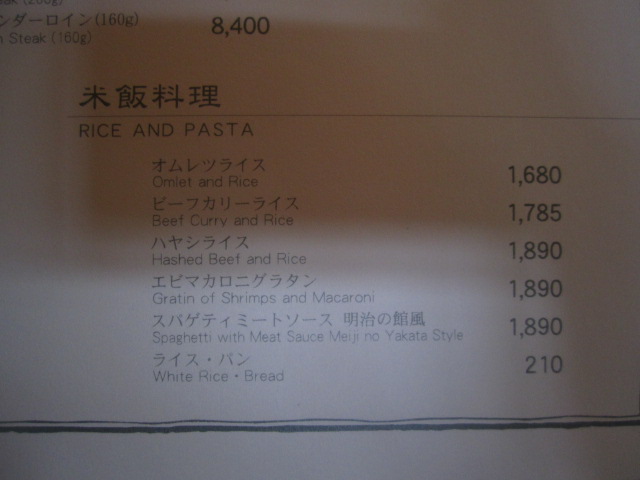 ンダーロイン(160g) 8,400
Steak (160g)
米飯料理
RICE AND PASTA
オムレツライス 1,680
Omlet and Rice
ビーフカリーライス 1,785
Beef Curry and Rice
ハヤシライス 1,890
Hashed Beef and Rice
エビマカロニグラタン 1,890
Gratin of Shrimps and Macaroni
スパゲティミートソース 明治の館風 1,890
Spaghetti with Meat Sauce Meiji no Yakata Style
ライス・パン 210
White Rice・Bread